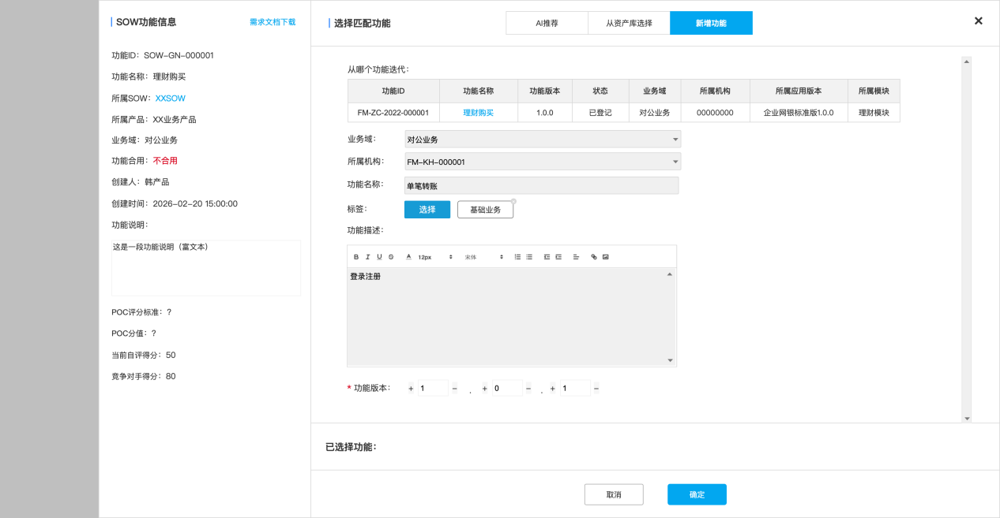 SOW功能信息
需求文档下载
功能ID：SOW-GN-000001
功能名称：理财购买
所属SOW：XXSOW
所属产品：XX业务产品
业务域：对公业务
功能合用：不合用
创建人：韩产品
创建时间：2026-02-20 15:00:00
功能说明：
这是一段功能说明（富文本）
POC评分标准：?
POC分值：?
当前自评得分：50
竞争对手得分：80
选择匹配功能
AI推荐 从资产库选择 新增功能
×
从哪个功能迭代：
功能ID 功能名称 功能版本 状态 业务域 所属机构 所属应用版本 所属模块
FM-ZC-2022-000001 理财购买 1.0.0 已登记 对公业务 00000000 企业网银标准版1.0.0 理财模块
业务域： 对公业务
所属机构： FM-KH-000001
功能名称： 单笔转账
标签： 选择 基础业务
功能描述：
B I U S A 12px 宋体
登录注册
* 功能版本： + 1 - . + 0 - . + 1 -
已选择功能：
取消 确定